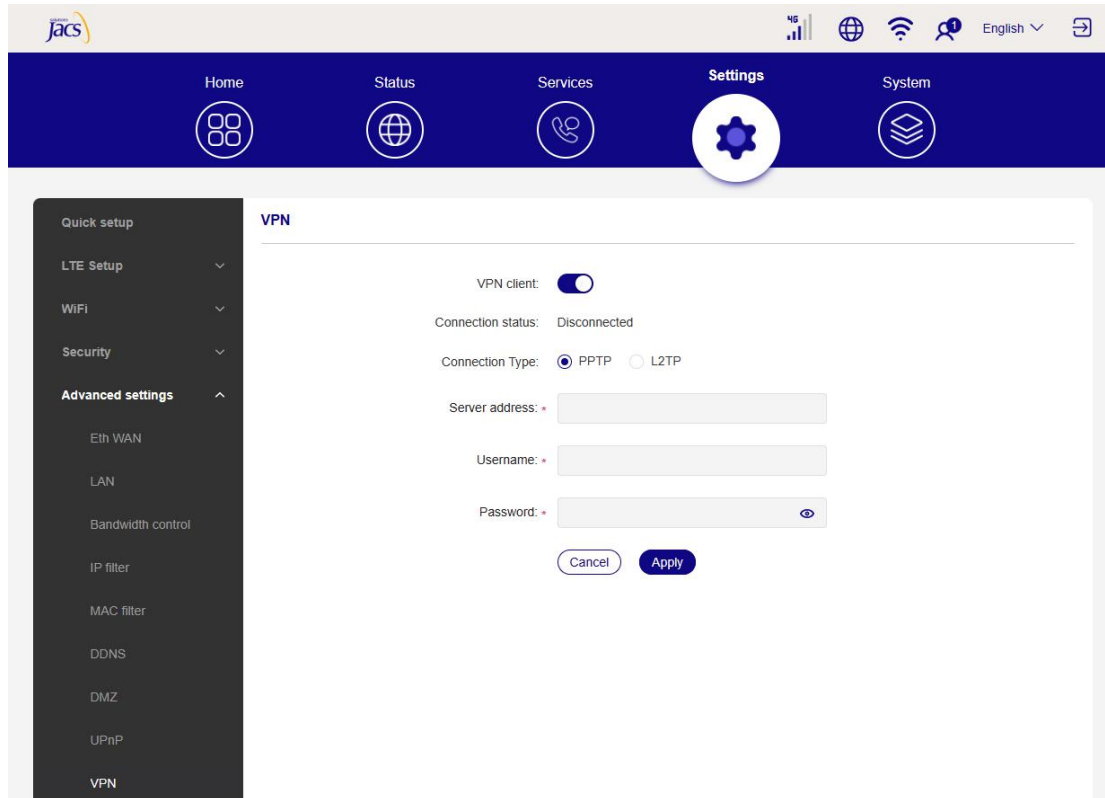 jacs
4G
1
English
Home
Status
Services
Settings
System
Quick setup
LTE Setup
WiFi
Security
Advanced settings
Eth WAN
LAN
Bandwidth control
IP filter
MAC filter
DDNS
DMZ
UPnP
VPN
VPN
VPN client:
Connection status: Disconnected
Connection Type: PPTP L2TP
Server address: *
Username: *
Password: *
Cancel Apply